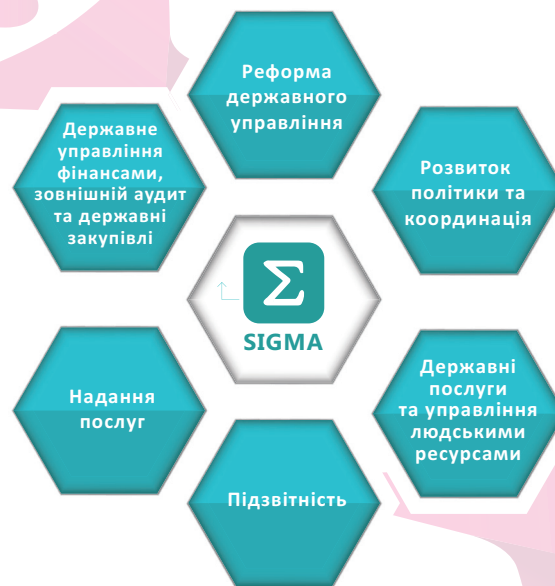 Реформа
державного
управління
Державне
управління
фінансами,
зовнішній аудит
та державні
закупівлі
Розвиток
політики та
координація
Σ
SIGMA
Надання
послуг
Державні
послуги
та управління
людськими
ресурсами
Підзвітність